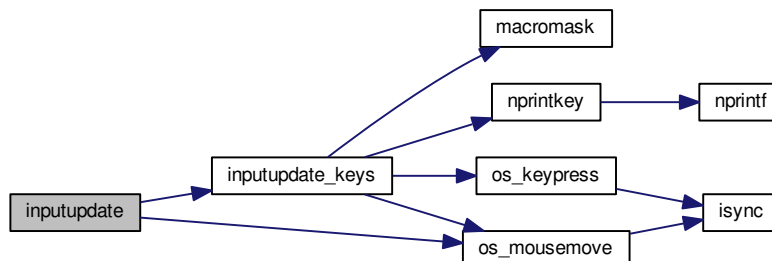 macromask
nprintkey
nprintf
inputupdate_keys
os_keypress
inputupdate
isync
os_mousemove